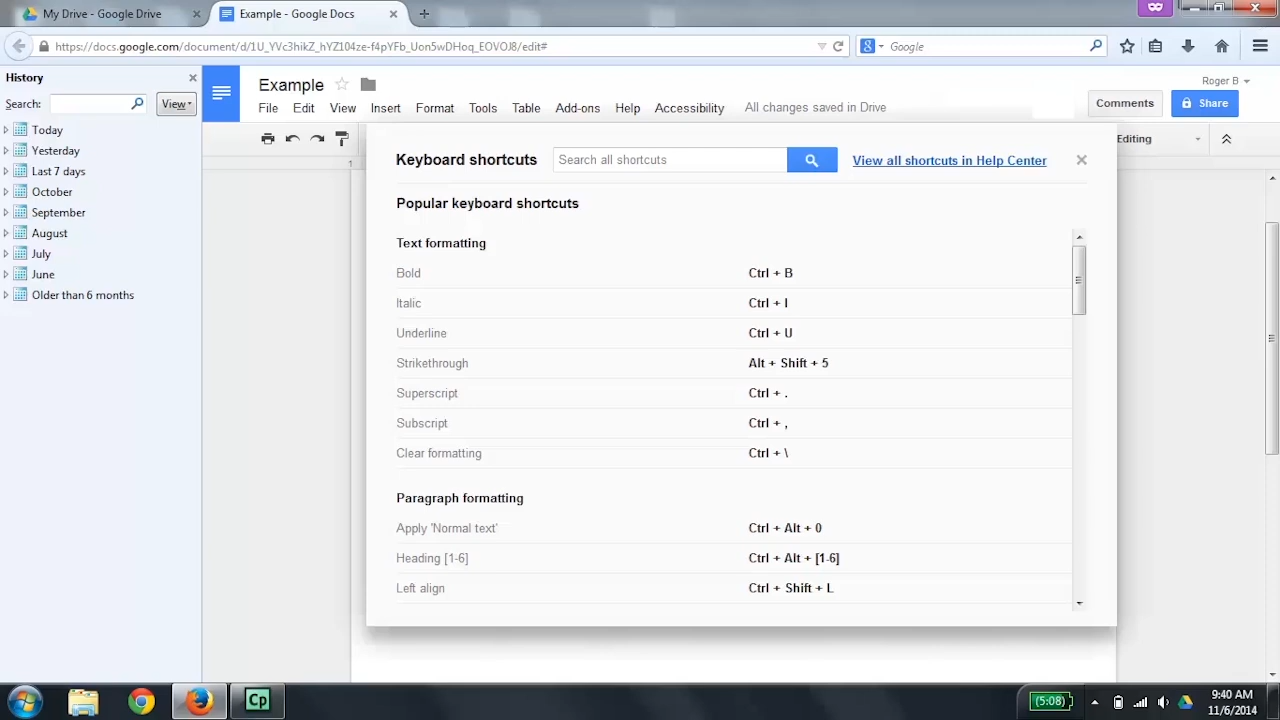 My Drive - Google Drive
Example - Google Docs
https://docs.google.com/document/d/1U_YVc3hikZ_hYZ104ze-f4pYFb_Uon5wDHoq_EOVOJ8/edit#
Google
History
Search:
View
Today
Yesterday
Last 7 days
October
September
August
July
June
Older than 6 months
Example
Roger B
File Edit View Insert Format Tools Table Add-ons Help Accessibility All changes saved in Drive
Comments
Share
Editing
1
Keyboard shortcuts
Search all shortcuts
View all shortcuts in Help Center
Popular keyboard shortcuts
Text formatting
Bold Ctrl + B
Italic Ctrl + I
Underline Ctrl + U
Strikethrough Alt + Shift + 5
Superscript Ctrl + .
Subscript Ctrl + ,
Clear formatting Ctrl + \
Paragraph formatting
Apply 'Normal text' Ctrl + Alt + 0
Heading [1-6] Ctrl + Alt + [1-6]
Left align Ctrl + Shift + L
Cp
(5:08)
9:40 AM
11/6/2014